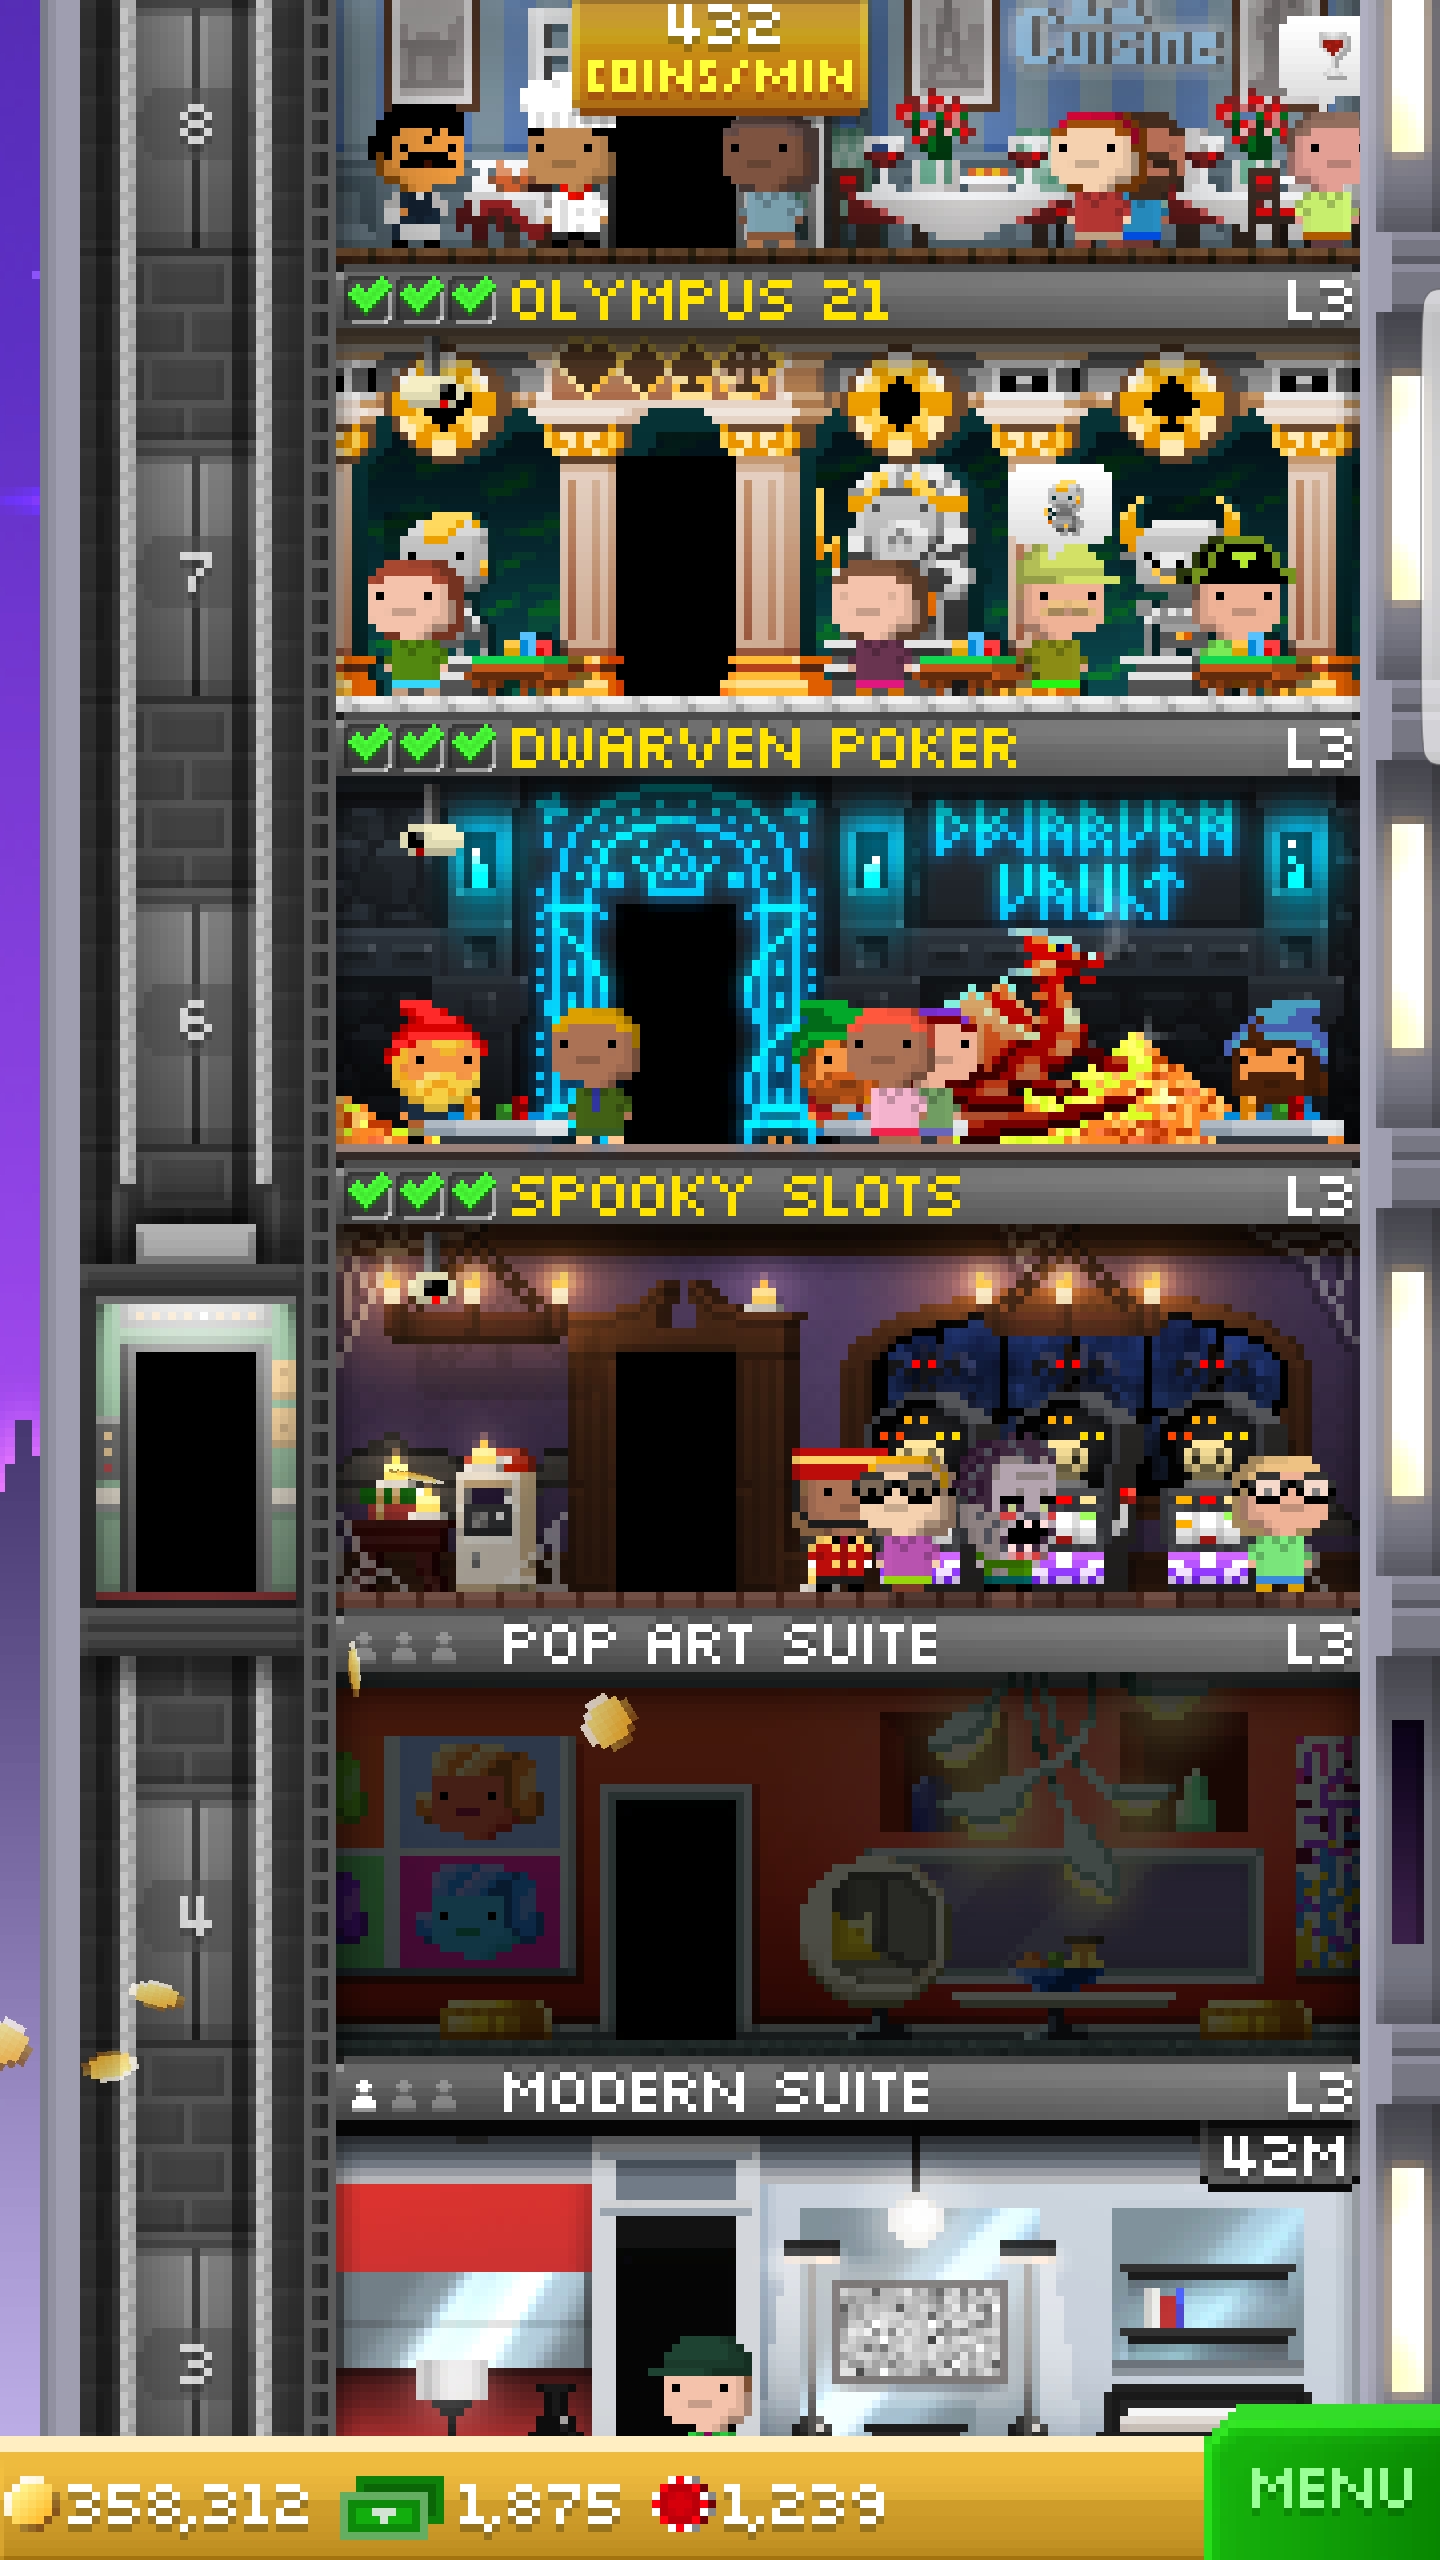 432
COINS/MIN
Cuisine
8
OLYMPUS 21 L3
7
DWARVEN POKER L3
DWARVEN
VAULT
6
SPOOKY SLOTS L3
POP ART SUITE L3
4
MODERN SUITE L3
42M
3
358,312 1,875 1,239
MENU